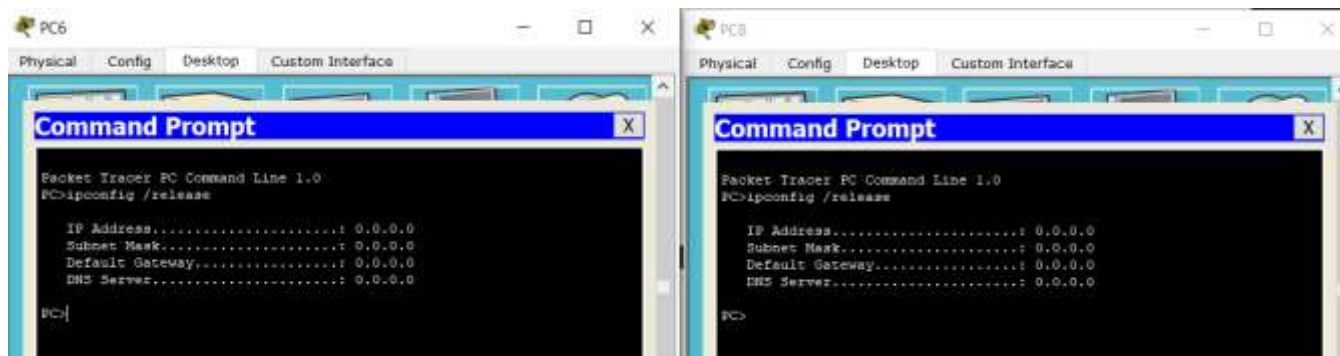 PC6
Physical Config Desktop Custom Interface
Command Prompt X
Packet Tracer PC Command Line 1.0
PC>ipconfig /release
IP Address......................: 0.0.0.0
Subnet Mask.....................: 0.0.0.0
Default Gateway.................: 0.0.0.0
DNS Server......................: 0.0.0.0
PC>
PC8
Physical Config Desktop Custom Interface
Command Prompt X
Packet Tracer PC Command Line 1.0
PC>ipconfig /release
IP Address......................: 0.0.0.0
Subnet Mask.....................: 0.0.0.0
Default Gateway.................: 0.0.0.0
DNS Server......................: 0.0.0.0
PC>